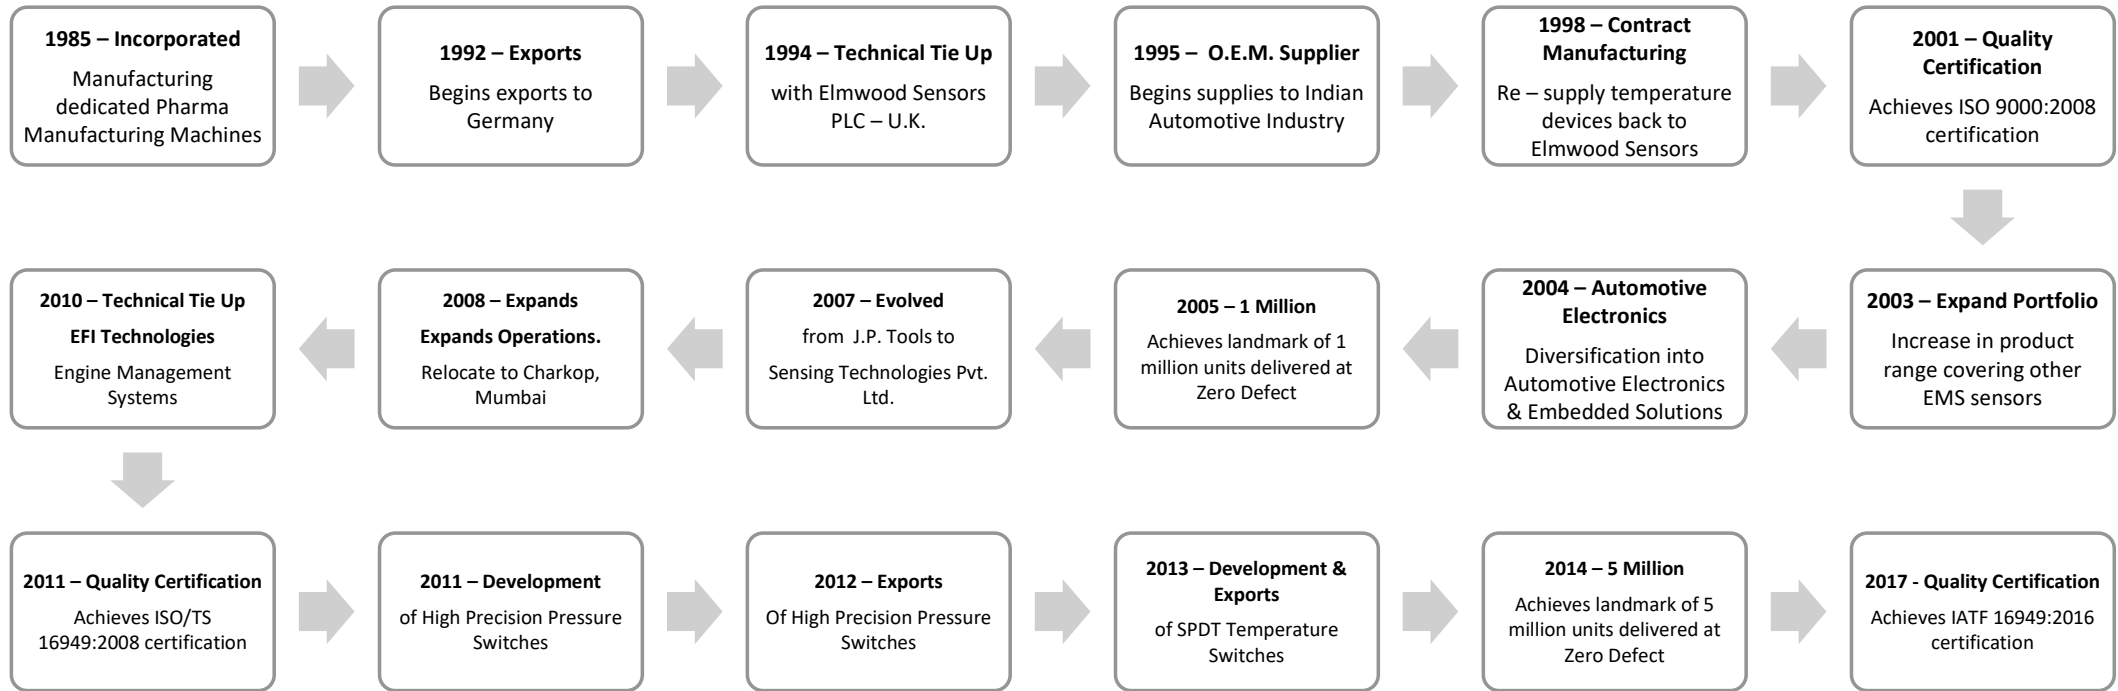 1985 – Incorporated
Manufacturing
dedicated Pharma
Manufacturing Machines
1992 – Exports
Begins exports to
Germany
1994 – Technical Tie Up
with Elmwood Sensors
PLC – U.K.
1995 – O.E.M. Supplier
Begins supplies to Indian
Automotive Industry
1998 – Contract
Manufacturing
Re – supply temperature
devices back to
Elmwood Sensors
2001 – Quality
Certification
Achieves ISO 9000:2008
certification
2003 – Expand Portfolio
Increase in product
range covering other
EMS sensors
2004 – Automotive
Electronics
Diversification into
Automotive Electronics
& Embedded Solutions
2005 – 1 Million
Achieves landmark of 1
million units delivered at
Zero Defect
2007 – Evolved
from J.P. Tools to
Sensing Technologies Pvt.
Ltd.
2008 – Expands
Expands Operations.
Relocate to Charkop,
Mumbai
2010 – Technical Tie Up
EFI Technologies
Engine Management
Systems
2011 – Quality Certification
Achieves ISO/TS
16949:2008 certification
2011 – Development
of High Precision Pressure
Switches
2012 – Exports
Of High Precision Pressure
Switches
2013 – Development &
Exports
of SPDT Temperature
Switches
2014 – 5 Million
Achieves landmark of 5
million units delivered at
Zero Defect
2017 - Quality Certification
Achieves IATF 16949:2016
certification